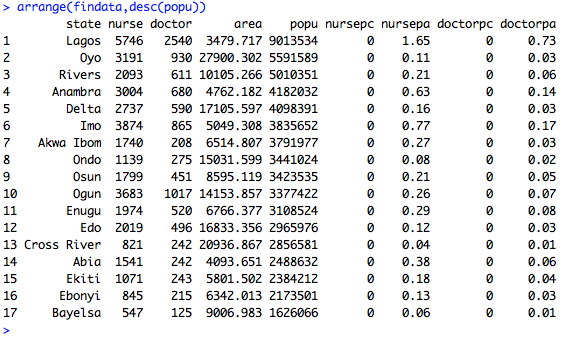 > arrange(findata,desc(popu))
state nurse doctor area popu nursepc nursepa doctorpc doctorpa
1 Lagos 5746 2540 3479.717 9013534 0 1.65 0 0.73
2 Oyo 3191 930 27900.302 5591589 0 0.11 0 0.03
3 Rivers 2093 611 10105.266 5010351 0 0.21 0 0.06
4 Anambra 3004 680 4762.182 4182032 0 0.63 0 0.14
5 Delta 2737 590 17105.597 4098391 0 0.16 0 0.03
6 Imo 3874 865 5049.308 3835652 0 0.77 0 0.17
7 Akwa Ibom 1740 208 6514.807 3791977 0 0.27 0 0.03
8 Ondo 1139 275 15031.599 3441024 0 0.08 0 0.02
9 Osun 1799 451 8595.119 3423535 0 0.21 0 0.05
10 Ogun 3683 1017 14153.857 3377422 0 0.26 0 0.07
11 Enugu 1974 520 6766.377 3108524 0 0.29 0 0.08
12 Edo 2019 496 16833.356 2965976 0 0.12 0 0.03
13 Cross River 821 242 20936.867 2856581 0 0.04 0 0.01
14 Abia 1541 242 4093.651 2488632 0 0.38 0 0.06
15 Ekiti 1071 243 5801.502 2384212 0 0.18 0 0.04
16 Ebonyi 845 215 6342.013 2173501 0 0.13 0 0.03
17 Bayelsa 547 125 9006.983 1626066 0 0.06 0 0.01
>